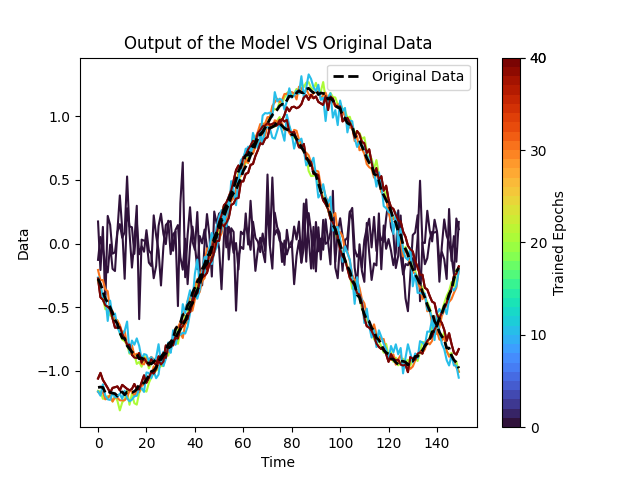 Output of the Model VS Original Data
Original Data
1.0
0.5
0.0
−0.5
−1.0
Data
0 20 40 60 80 100 120 140
Time
40
30
20
10
0
Trained Epochs